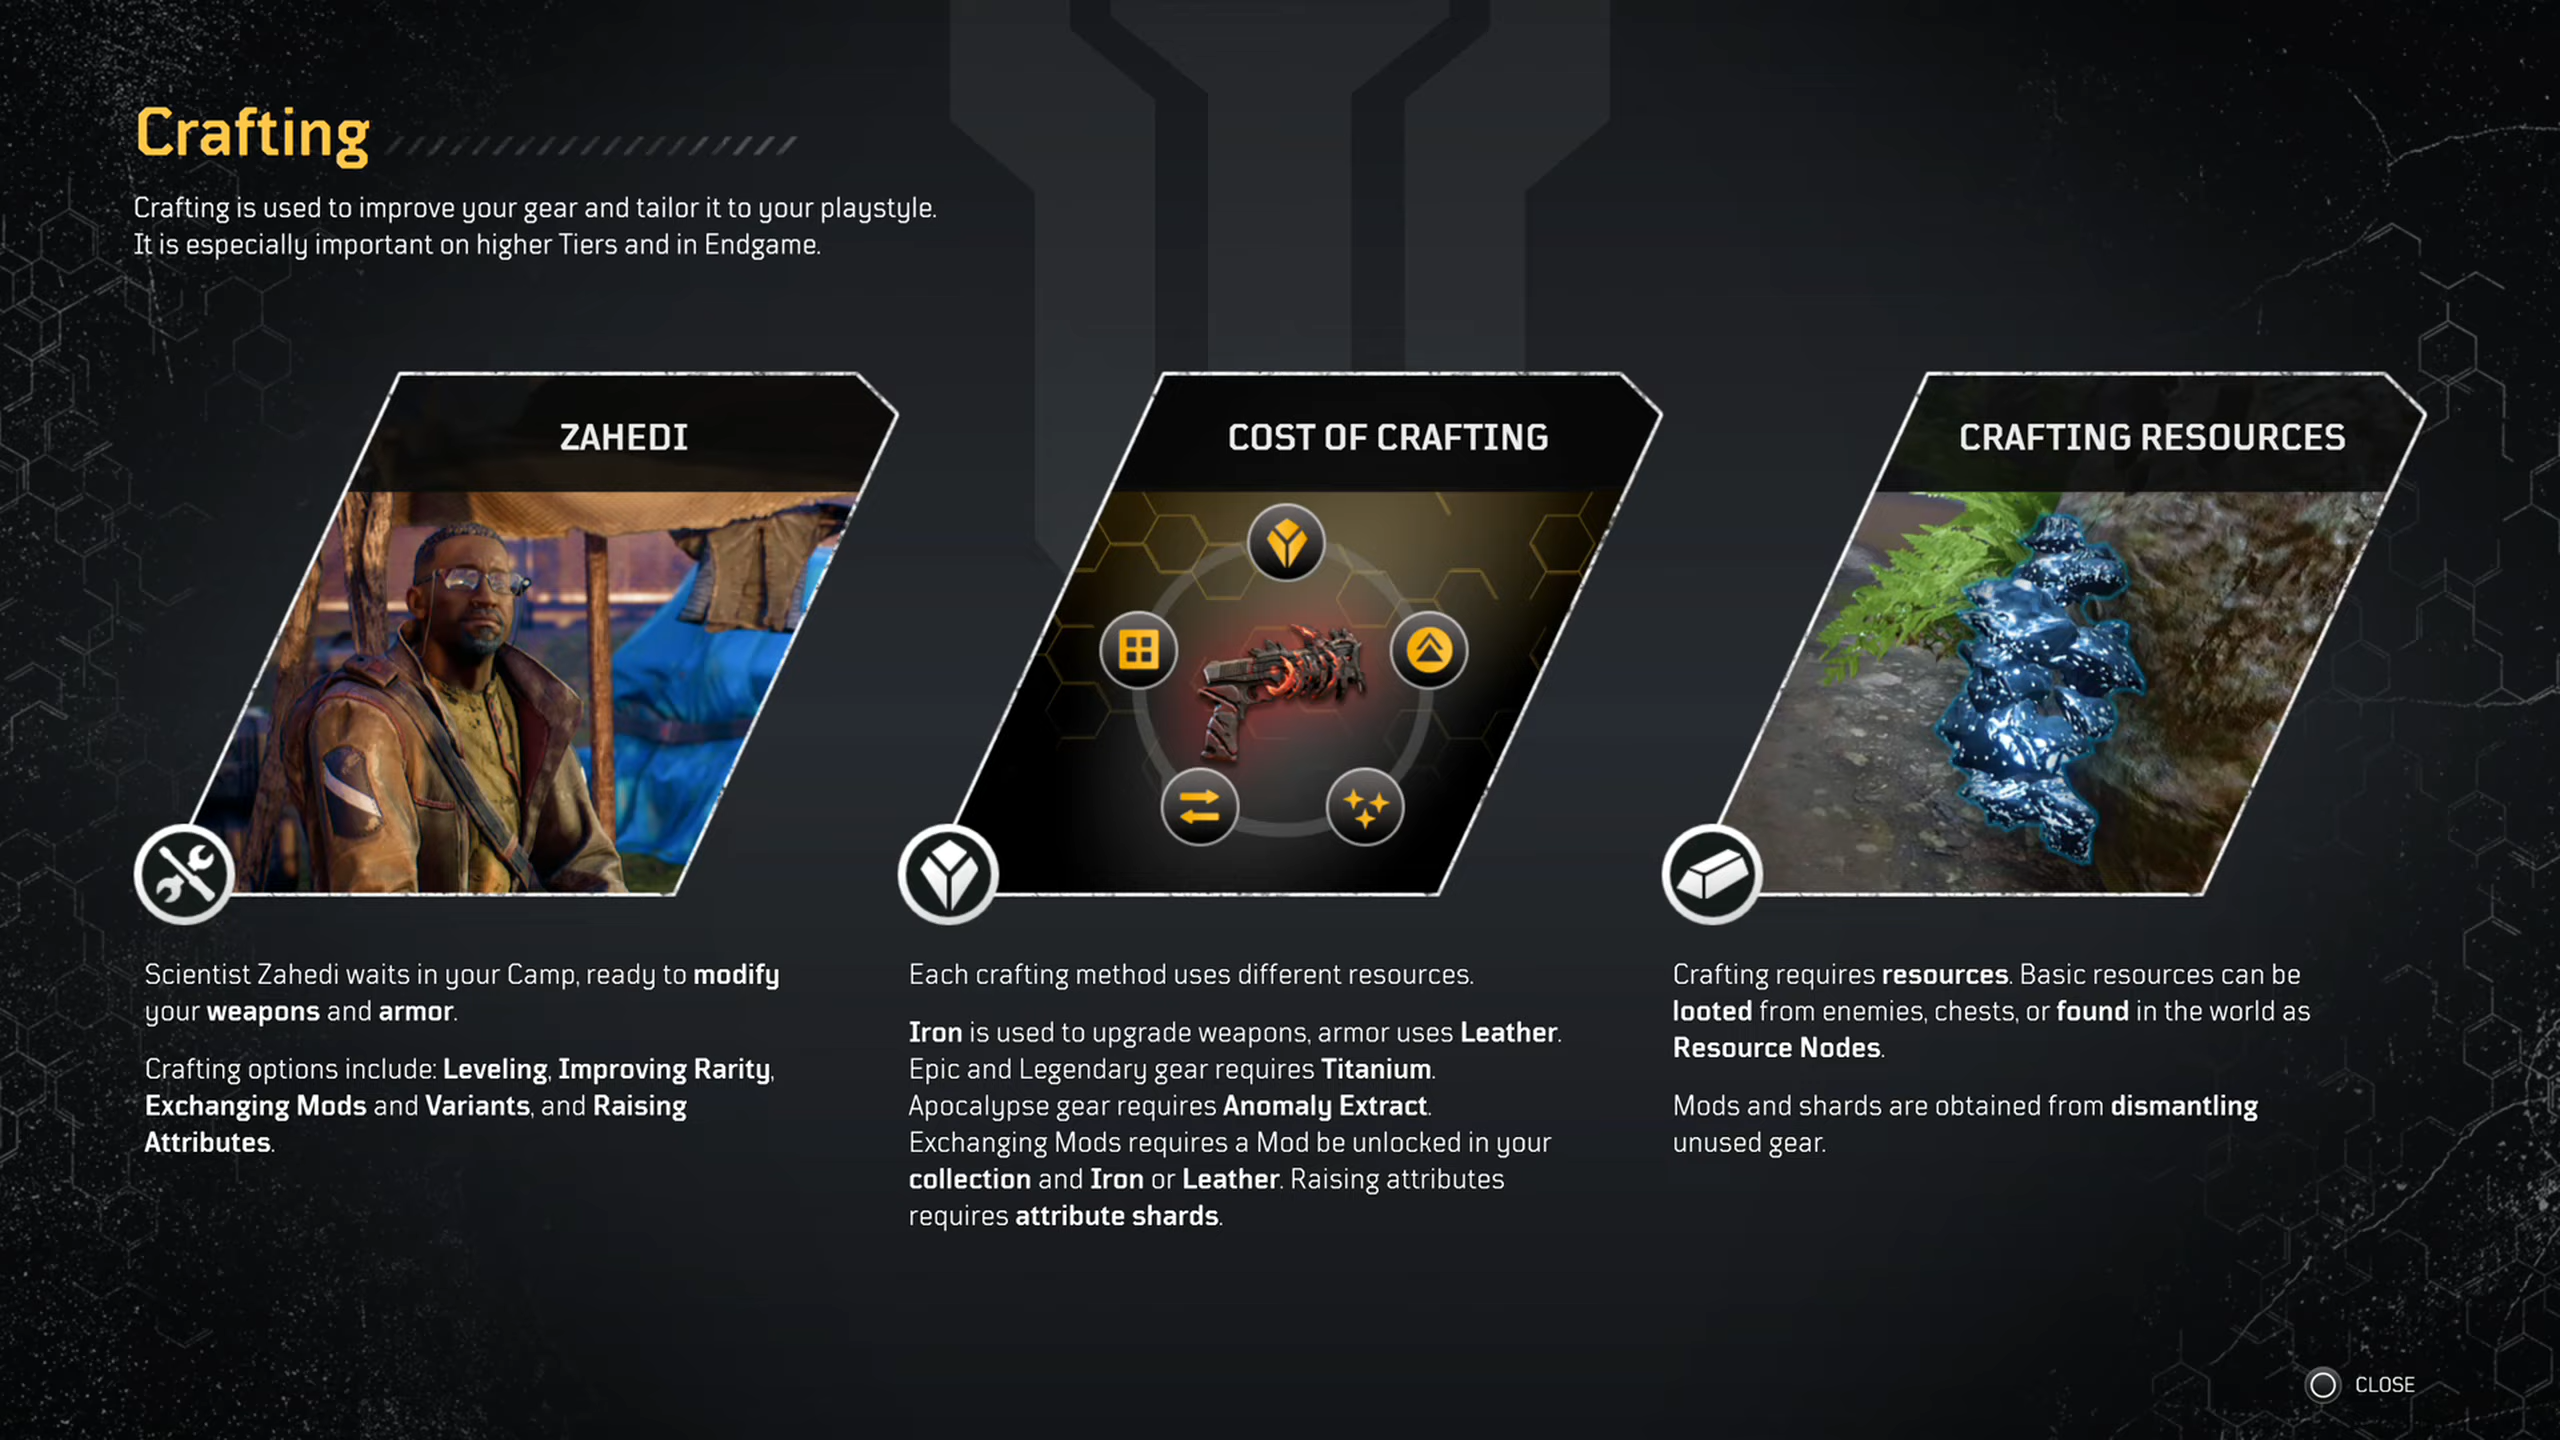 Crafting
Crafting is used to improve your gear and tailor it to your playstyle.
It is especially important on higher Tiers and in Endgame.
ZAHEDI
Scientist Zahedi waits in your Camp, ready to modify
your weapons and armor.
Crafting options include: Leveling, Improving Rarity,
Exchanging Mods and Variants, and Raising
Attributes.
COST OF CRAFTING
Each crafting method uses different resources.
Iron is used to upgrade weapons, armor uses Leather.
Epic and Legendary gear requires Titanium.
Apocalypse gear requires Anomaly Extract.
Exchanging Mods requires a Mod be unlocked in your
collection and Iron or Leather. Raising attributes
requires attribute shards.
CRAFTING RESOURCES
Crafting requires resources. Basic resources can be
looted from enemies, chests, or found in the world as
Resource Nodes.
Mods and shards are obtained from dismantling
unused gear.
CLOSE